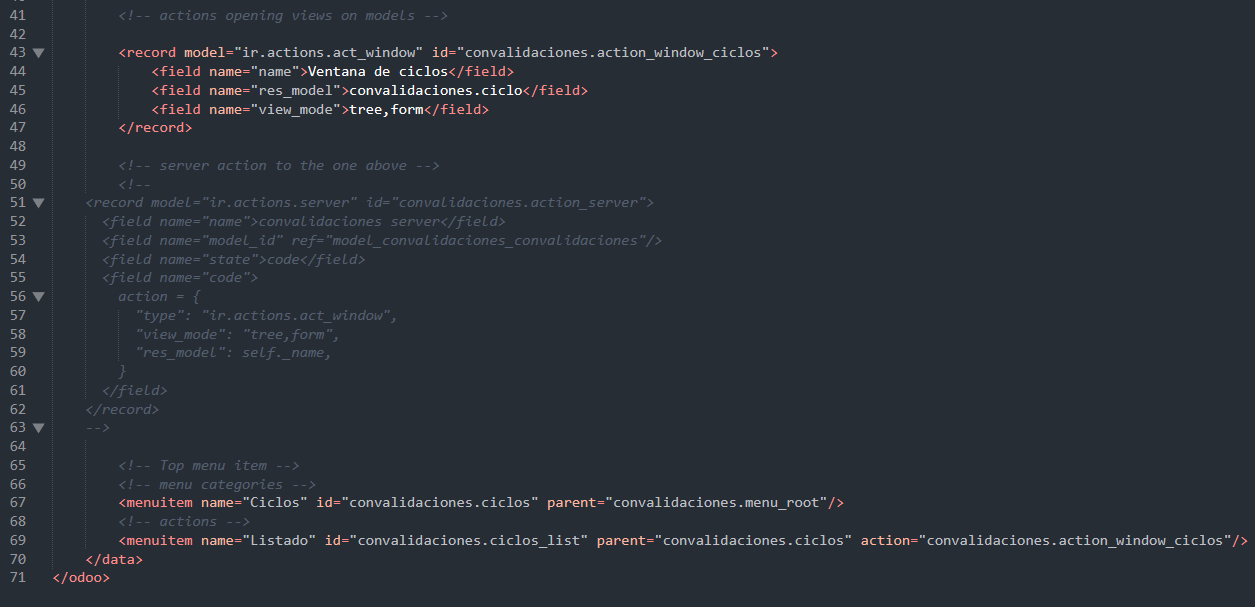 41 <!-- actions opening views on models -->
42
43 <record model="ir.actions.act_window" id="convalidaciones.action_window_ciclos">
44 <field name="name">Ventana de ciclos</field>
45 <field name="res_model">convalidaciones.ciclo</field>
46 <field name="view_mode">tree,form</field>
47 </record>
48
49 <!-- server action to the one above -->
50 <!--
51 <record model="ir.actions.server" id="convalidaciones.action_server">
52 <field name="name">convalidaciones server</field>
53 <field name="model_id" ref="model_convalidaciones_convalidaciones"/>
54 <field name="state">code</field>
55 <field name="code">
56 action = {
57 "type": "ir.actions.act_window",
58 "view_mode": "tree,form",
59 "res_model": self._name,
60 }
61 </field>
62 </record>
63 -->
64
65 <!-- Top menu item -->
66 <!-- menu categories -->
67 <menuitem name="Ciclos" id="convalidaciones.ciclos" parent="convalidaciones.menu_root"/>
68 <!-- actions -->
69 <menuitem name="Listado" id="convalidaciones.ciclos_list" parent="convalidaciones.ciclos" action="convalidaciones.action_window_ciclos"/>
70 </data>
71 </odoo>